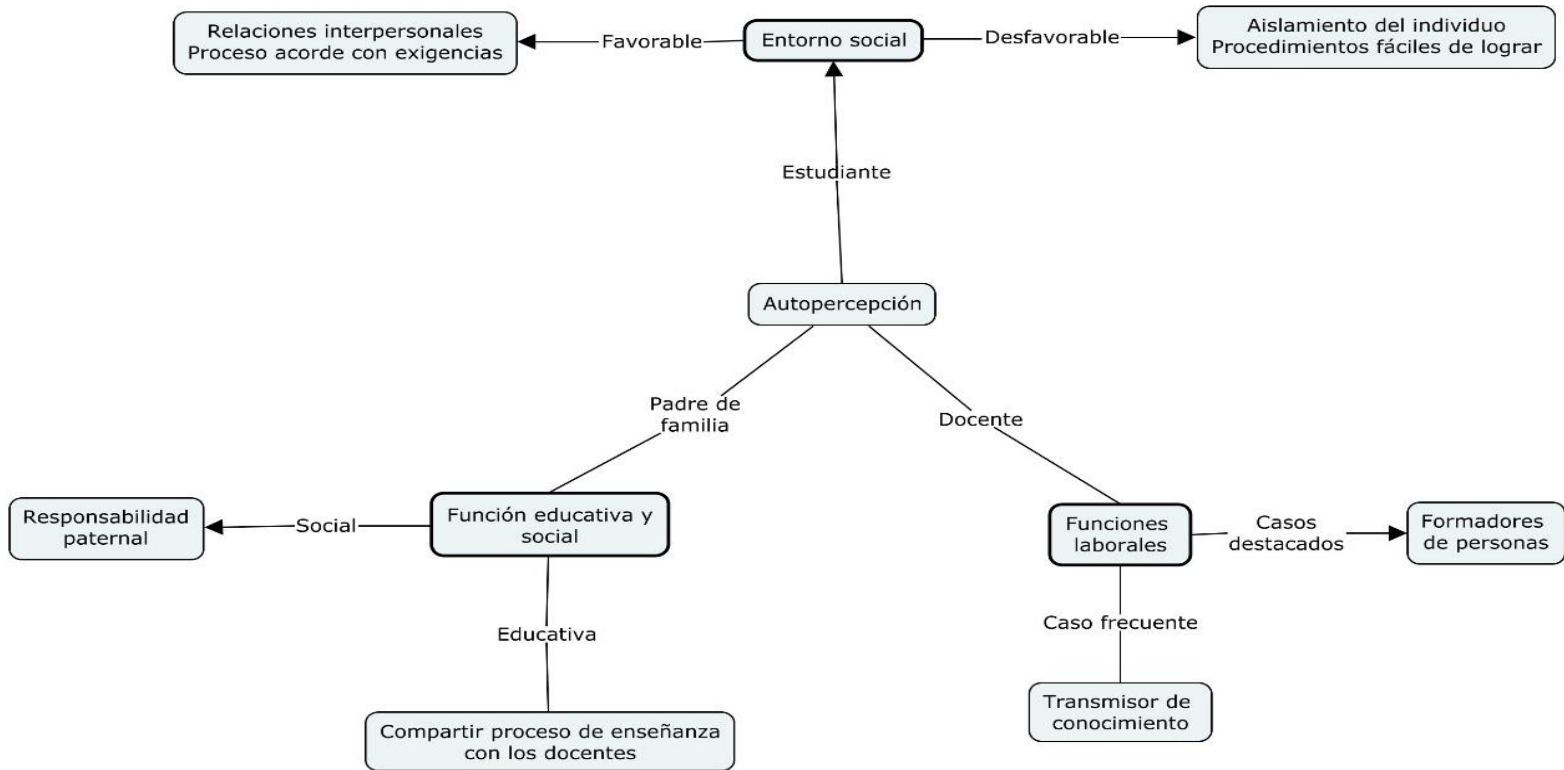 Relaciones interpersonales
Proceso acorde con exigencias
Favorable
Entorno social
Desfavorable
Aislamiento del individuo
Procedimientos fáciles de lograr
Estudiante
Autopercepción
Padre de
familia
Docente
Responsabilidad
paternal
Social
Función educativa y
social
Funciones
laborales
Casos
destacados
Formadores
de personas
Educativa
Caso frecuente
Compartir proceso de enseñanza
con los docentes
Transmisor de
conocimiento